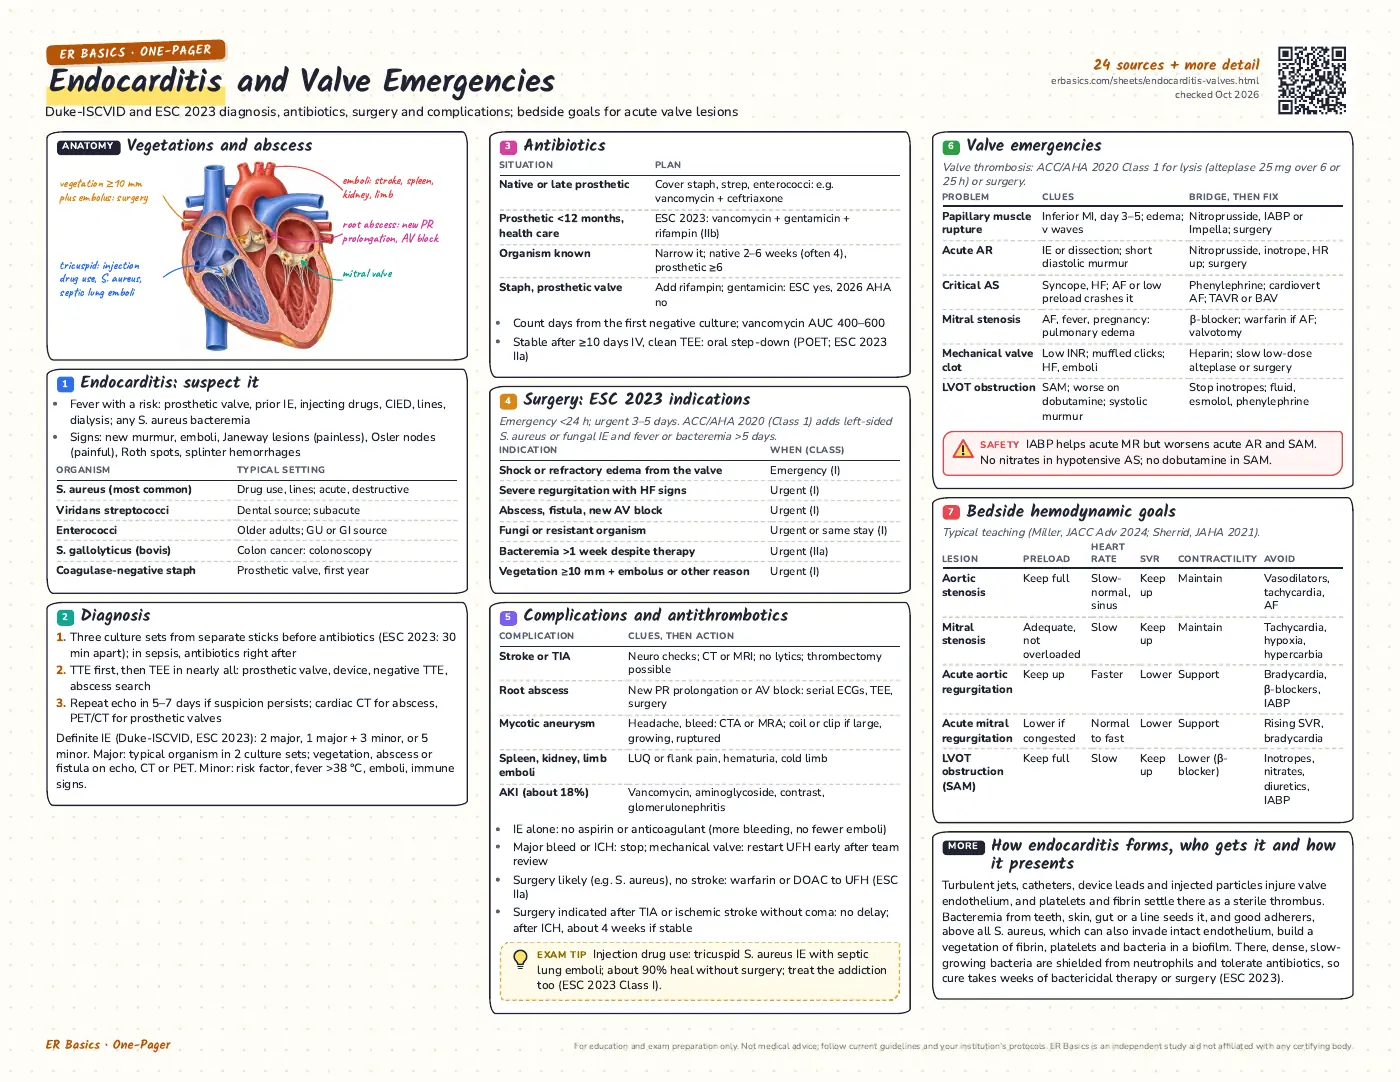 ER BASICS · ONE-PAGER
Endocarditis and Valve Emergencies
Duke-ISCVID and ESC 2023 diagnosis, antibiotics, surgery and complications; bedside goals for acute valve lesions
24 sources + more detail
erbasics.com/sheets/endocarditis-valves.html
checked Oct 2026
ANATOMY Vegetations and abscess
vegetation ≥10 mm
plus embolus: surgery
tricuspid: injection
drug use, S. aureus,
septic lung emboli
emboli: stroke, spleen,
kidney, limb
root abscess: new PR
prolongation, AV block
mitral valve
1 Endocarditis: suspect it
• Fever with a risk: prosthetic valve, prior IE, injecting drugs, CIED, lines,
dialysis; any S. aureus bacteremia
• Signs: new murmur, emboli, Janeway lesions (painless), Osler nodes
(painful), Roth spots, splinter hemorrhages
ORGANISM TYPICAL SETTING
S. aureus (most common) Drug use, lines; acute, destructive
Viridans streptococci Dental source; subacute
Enterococci Older adults; GU or GI source
S. gallolyticus (bovis) Colon cancer: colonoscopy
Coagulase-negative staph Prosthetic valve, first year
2 Diagnosis
1. Three culture sets from separate sticks before antibiotics (ESC 2023: 30
min apart); in sepsis, antibiotics right after
2. TTE first, then TEE in nearly all: prosthetic valve, device, negative TTE,
abscess search
3. Repeat echo in 5–7 days if suspicion persists; cardiac CT for abscess,
PET/CT for prosthetic valves
Definite IE (Duke-ISCVID, ESC 2023): 2 major, 1 major + 3 minor, or 5
minor. Major: typical organism in 2 culture sets; vegetation, abscess or
fistula on echo, CT or PET. Minor: risk factor, fever >38 °C, emboli, immune
signs.
3 Antibiotics
SITUATION PLAN
Native or late prosthetic Cover staph, strep, enterococci: e.g.
vancomycin + ceftriaxone
Prosthetic <12 months, ESC 2023: vancomycin + gentamicin +
health care rifampin (IIb)
Organism known Narrow it; native 2–6 weeks (often 4),
prosthetic ≥6
Staph, prosthetic valve Add rifampin; gentamicin: ESC yes, 2026 AHA
no
• Count days from the first negative culture; vancomycin AUC 400–600
• Stable after ≥10 days IV, clean TEE: oral step-down (POET; ESC 2023
IIa)
4 Surgery: ESC 2023 indications
Emergency <24 h; urgent 3–5 days. ACC/AHA 2020 (Class 1) adds left-sided
S. aureus or fungal IE and fever or bacteremia >5 days.
INDICATION WHEN (CLASS)
Shock or refractory edema from the valve Emergency (I)
Severe regurgitation with HF signs Urgent (I)
Abscess, fistula, new AV block Urgent (I)
Fungi or resistant organism Urgent or same stay (I)
Bacteremia >1 week despite therapy Urgent (IIa)
Vegetation ≥10 mm + embolus or other reason Urgent (I)
5 Complications and antithrombotics
COMPLICATION CLUES, THEN ACTION
Stroke or TIA Neuro checks; CT or MRI; no lytics; thrombectomy
possible
Root abscess New PR prolongation or AV block: serial ECGs, TEE,
surgery
Mycotic aneurysm Headache, bleed: CTA or MRA; coil or clip if large,
growing, ruptured
Spleen, kidney, limb LUQ or flank pain, hematuria, cold limb
emboli
AKI (about 18%) Vancomycin, aminoglycoside, contrast,
glomerulonephritis
• IE alone: no aspirin or anticoagulant (more bleeding, no fewer emboli)
• Major bleed or ICH: stop; mechanical valve: restart UFH early after team
review
• Surgery likely (e.g. S. aureus), no stroke: warfarin or DOAC to UFH (ESC
IIa)
• Surgery indicated after TIA or ischemic stroke without coma: no delay;
after ICH, about 4 weeks if stable
EXAM TIP Injection drug use: tricuspid S. aureus IE with septic
lung emboli; about 90% heal without surgery; treat the addiction
too (ESC 2023 Class I).
6 Valve emergencies
Valve thrombosis: ACC/AHA 2020 Class 1 for lysis (alteplase 25 mg over 6 or
25 h) or surgery.
PROBLEM CLUES BRIDGE, THEN FIX
Papillary muscle Inferior MI, day 3–5; edema; Nitroprusside, IABP or
rupture v waves Impella; surgery
Acute AR IE or dissection; short Nitroprusside, inotrope, HR
diastolic murmur up; surgery
Critical AS Syncope, HF; AF or low Phenylephrine; cardiovert
preload crashes it AF; TAVR or BAV
Mitral stenosis AF, fever, pregnancy: β-blocker; warfarin if AF;
pulmonary edema valvotomy
Mechanical valve Low INR; muffled clicks; Heparin; slow low-dose
clot HF, emboli alteplase or surgery
LVOT obstruction SAM; worse on Stop inotropes; fluid,
dobutamine; systolic esmolol, phenylephrine
murmur
SAFETY IABP helps acute MR but worsens acute AR and SAM.
No nitrates in hypotensive AS; no dobutamine in SAM.
7 Bedside hemodynamic goals
Typical teaching (Miller, JACC Adv 2024; Sherrid, JAHA 2021).
HEART
LESION PRELOAD RATE SVR CONTRACTILITY AVOID
Aortic Keep full Slow- Keep Maintain Vasodilators,
stenosis normal, up tachycardia,
sinus AF
Mitral Adequate, Slow Keep Maintain Tachycardia,
stenosis not up hypoxia,
overloaded hypercarbia
Acute aortic Keep up Faster Lower Support Bradycardia,
regurgitation β-blockers,
IABP
Acute mitral Lower if Normal Lower Support Rising SVR,
regurgitation congested to fast bradycardia
LVOT Keep full Slow Keep Lower (β- Inotropes,
obstruction up blocker) nitrates,
(SAM) diuretics,
IABP
MORE How endocarditis forms, who gets it and how
it presents
Turbulent jets, catheters, device leads and injected particles injure valve
endothelium, and platelets and fibrin settle there as a sterile thrombus.
Bacteremia from teeth, skin, gut or a line seeds it, and good adherers,
above all S. aureus, which can also invade intact endothelium, build a
vegetation of fibrin, platelets and bacteria in a biofilm. There, dense, slow-
growing bacteria are shielded from neutrophils and tolerate antibiotics, so
cure takes weeks of bactericidal therapy or surgery (ESC 2023).
ER Basics · One-Pager
For education and exam preparation only. Not medical advice; follow current guidelines and your institution's protocols. ER Basics is an independent study aid not affiliated with any certifying body.